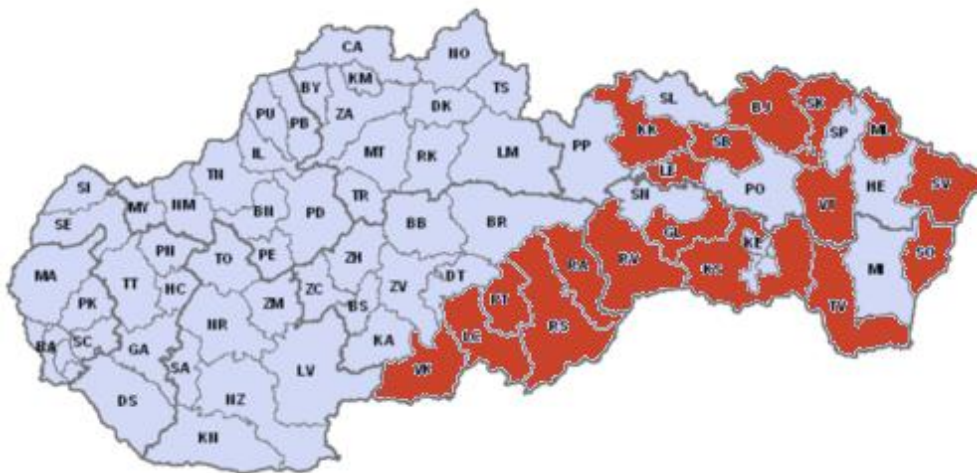 CA
NO
KM
BY
TS
PU
PB
ZA
DK
SL
BJ
SK
KK
SP
ML
IL
MT
RK
LM
PP
SB
TN
LE
PO
HE
SV
SI
MY
NM
BN
PD
TR
SN
VT
SE
BB
BR
GL
KE
SO
PN
TO
PE
ZH
RA
RV
KS
MI
MA
TT
HC
ZM
ZC
BS
ZV
DT
RT
TV
PK
NR
LC
RS
BA
SC
GA
SA
KA
VK
LV
DS
NZ
KN